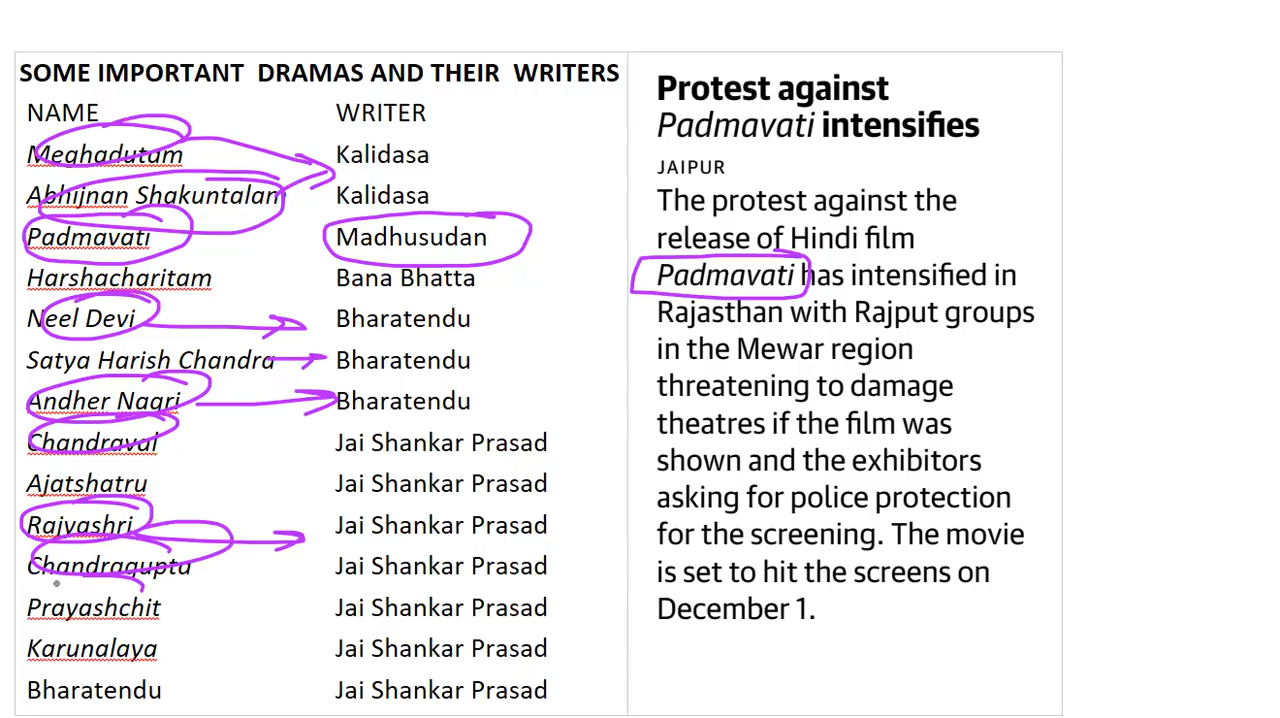 SOME IMPORTANT DRAMAS AND THEIR WRITERS
NAME WRITER
Meghadutam Kalidasa
Abhijnan Shakuntalam Kalidasa
Padmavati Madhusudan
Harshacharitam Bana Bhatta
Neel Devi Bharatendu
Satya Harish Chandra Bharatendu
Andher Nagri Bharatendu
Chandraval Jai Shankar Prasad
Ajatshatru Jai Shankar Prasad
Rajyashri Jai Shankar Prasad
Chandragupta Jai Shankar Prasad
Prayashchit Jai Shankar Prasad
Karunalaya Jai Shankar Prasad
Bharatendu Jai Shankar Prasad
Protest against
Padmavati intensifies
JAIPUR
The protest against the
release of Hindi film
Padmavati has intensified in
Rajasthan with Rajput groups
in the Mewar region
threatening to damage
theatres if the film was
shown and the exhibitors
asking for police protection
for the screening. The movie
is set to hit the screens on
December 1.